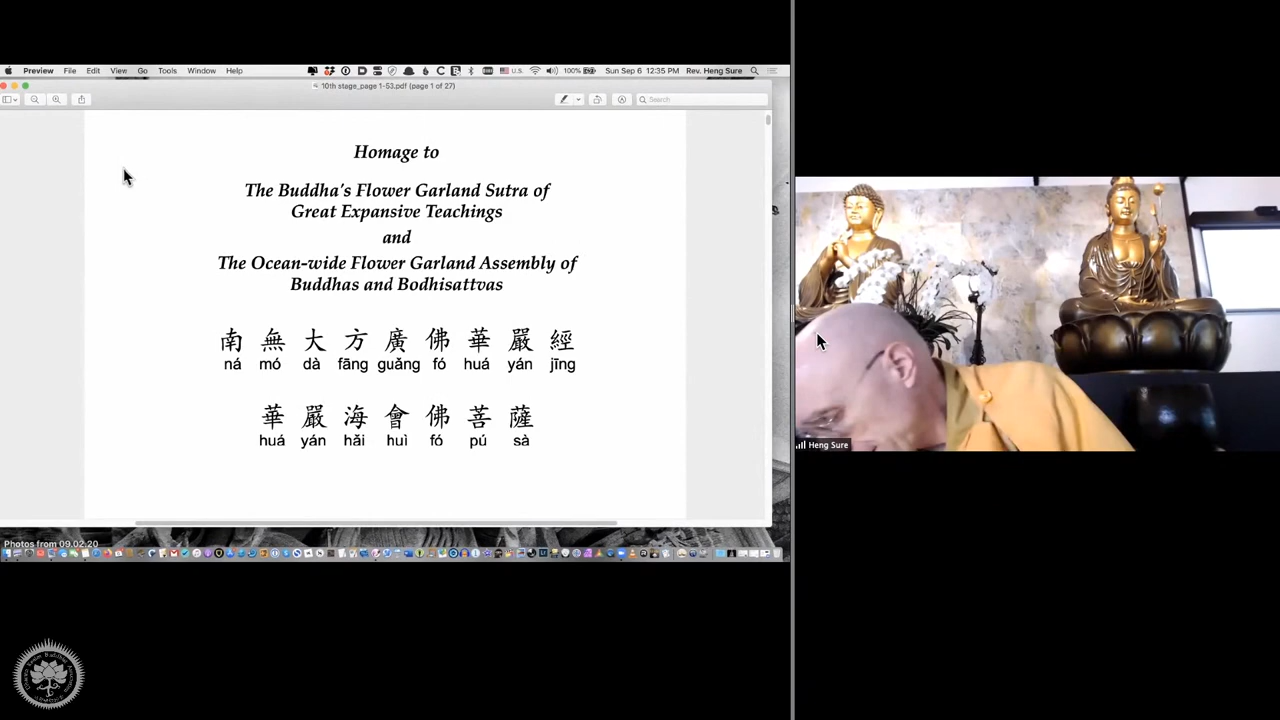 Preview File Edit View Go Tools Window Help U.S. 100% Sun Sep 6 12:35 PM Rev. Heng Sure
10th stage_page 1-53.pdf (page 1 of 27)
Search
Homage to
The Buddha's Flower Garland Sutra of
Great Expansive Teachings
and
The Ocean-wide Flower Garland Assembly of
Buddhas and Bodhisattvas
南 無 大 方 廣 佛 華 嚴 經
ná mó dà fāng guǎng fó huá yán jīng
華 嚴 海 會 佛 菩 薩
huá yán hǎi huì fó pú sà
Heng Sure
Photos from 09.02.20